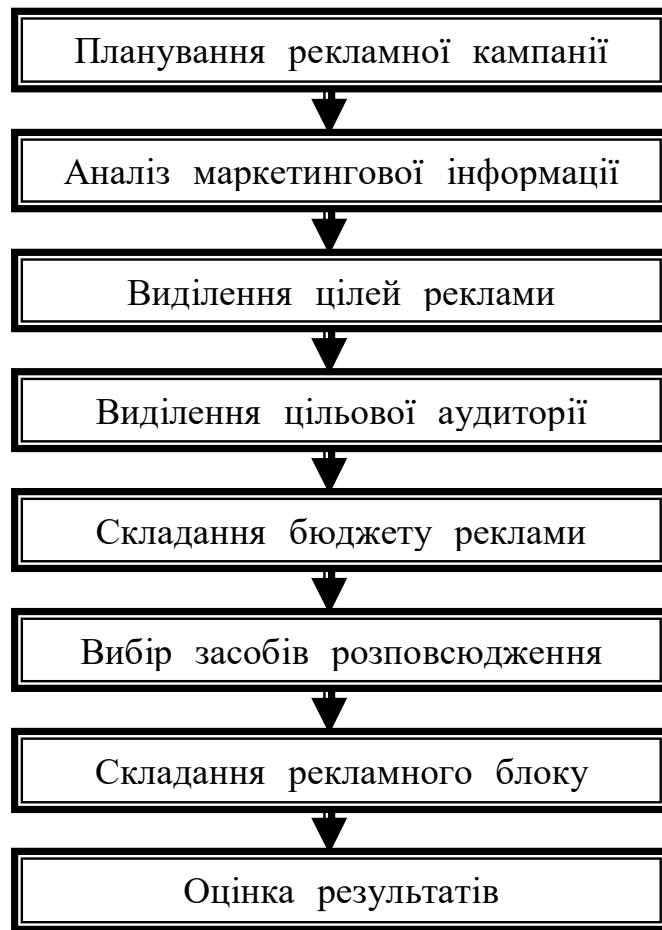 Планування рекламної кампанії
Аналіз маркетингової інформації
Виділення цілей реклами
Виділення цільової аудиторії
Складання бюджету реклами
Вибір засобів розповсюдження
Складання рекламного блоку
Оцінка результатів